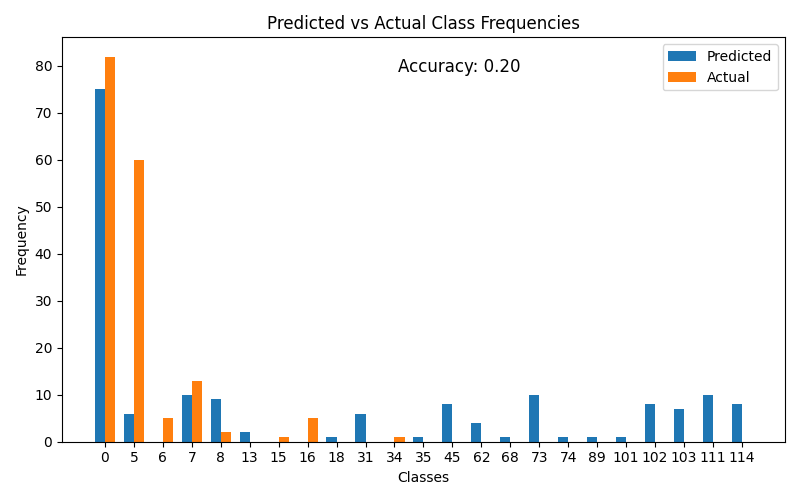 Predicted vs Actual Class Frequencies
Accuracy: 0.20
Predicted
Actual
Frequency
80
70
60
50
40
30
20
10
0
0 5 6 7 8 13 15 16 18 31 34 35 45 62 68 73 74 89 101 102 103 111 114
Classes